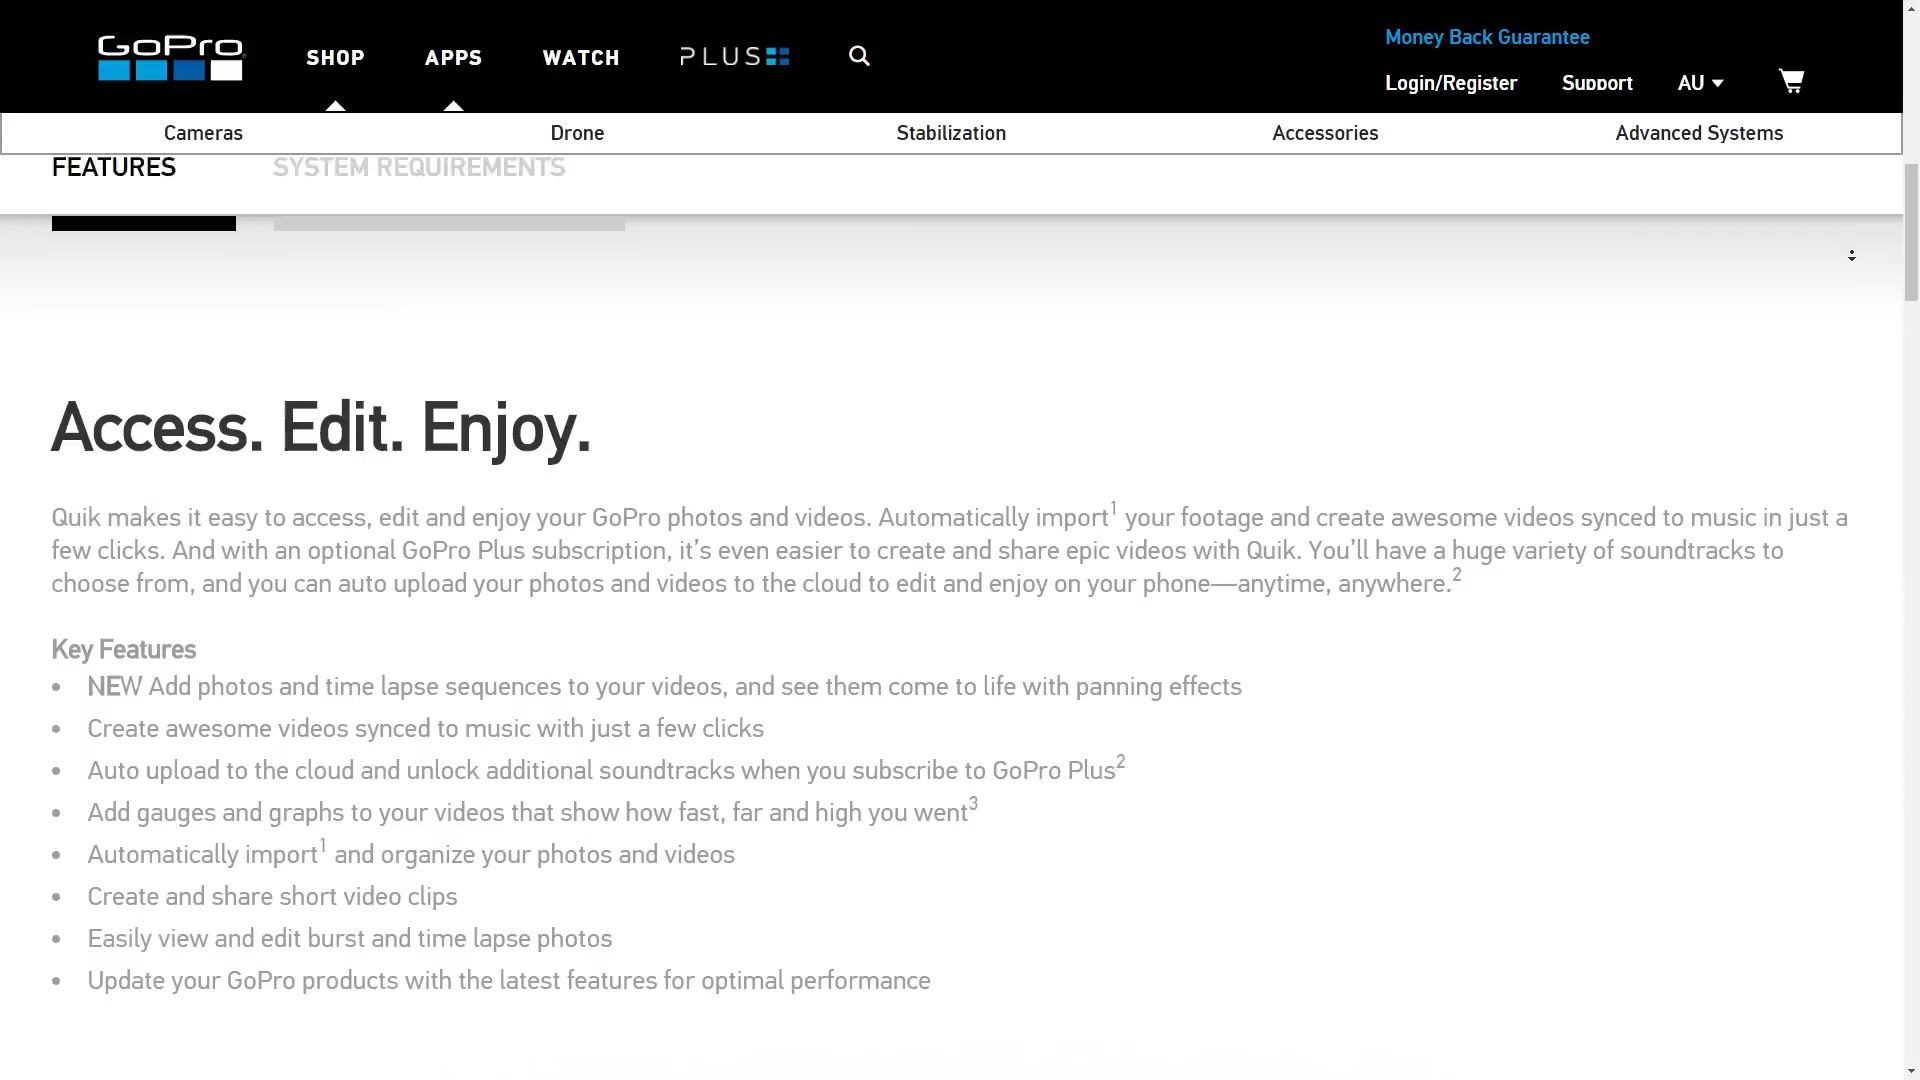 GoPro
SHOP
APPS
WATCH
PLUS
Money Back Guarantee
Login/Register
Support
AU
Cameras
Drone
Stabilization
Accessories
Advanced Systems
FEATURES
SYSTEM REQUIREMENTS
Access. Edit. Enjoy.
Quik makes it easy to access, edit and enjoy your GoPro photos and videos. Automatically import1 your footage and create awesome videos synced to music in just a
few clicks. And with an optional GoPro Plus subscription, it’s even easier to create and share epic videos with Quik. You’ll have a huge variety of soundtracks to
choose from, and you can auto upload your photos and videos to the cloud to edit and enjoy on your phone—anytime, anywhere.2
Key Features
• NEW Add photos and time lapse sequences to your videos, and see them come to life with panning effects
• Create awesome videos synced to music with just a few clicks
• Auto upload to the cloud and unlock additional soundtracks when you subscribe to GoPro Plus2
• Add gauges and graphs to your videos that show how fast, far and high you went3
• Automatically import1 and organize your photos and videos
• Create and share short video clips
• Easily view and edit burst and time lapse photos
• Update your GoPro products with the latest features for optimal performance